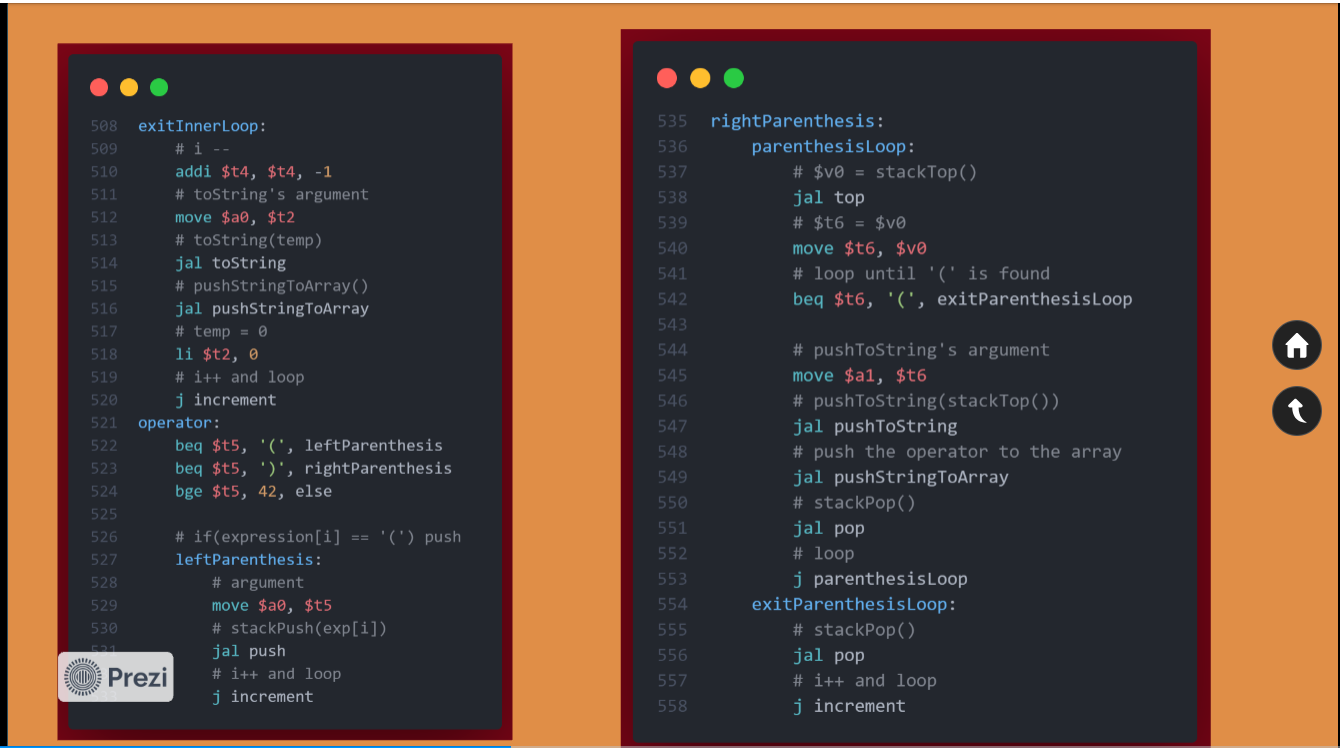 508 exitInnerLoop:
509 # i --
510 addi $t4, $t4, -1
511 # toString's argument
512 move $a0, $t2
513 # toString(temp)
514 jal toString
515 # pushStringToArray()
516 jal pushStringToArray
517 # temp = 0
518 li $t2, 0
519 # i++ and loop
520 j increment
521 operator:
522 beq $t5, '(', leftParenthesis
523 beq $t5, ')', rightParenthesis
524 bge $t5, 42, else
525
526 # if(expression[i] == '(') push
527 leftParenthesis:
528 # argument
529 move $a0, $t5
530 # stackPush(exp[i])
531 jal push
# i++ and loop
j increment
Prezi
535 rightParenthesis:
536 parenthesisLoop:
537 # $v0 = stackTop()
538 jal top
539 # $t6 = $v0
540 move $t6, $v0
541 # loop until '(' is found
542 beq $t6, '(', exitParenthesisLoop
543
544 # pushToString's argument
545 move $a1, $t6
546 # pushToString(stackTop())
547 jal pushToString
548 # push the operator to the array
549 jal pushStringToArray
550 # stackPop()
551 jal pop
552 # loop
553 j parenthesisLoop
554 exitParenthesisLoop:
555 # stackPop()
556 jal pop
557 # i++ and loop
558 j increment